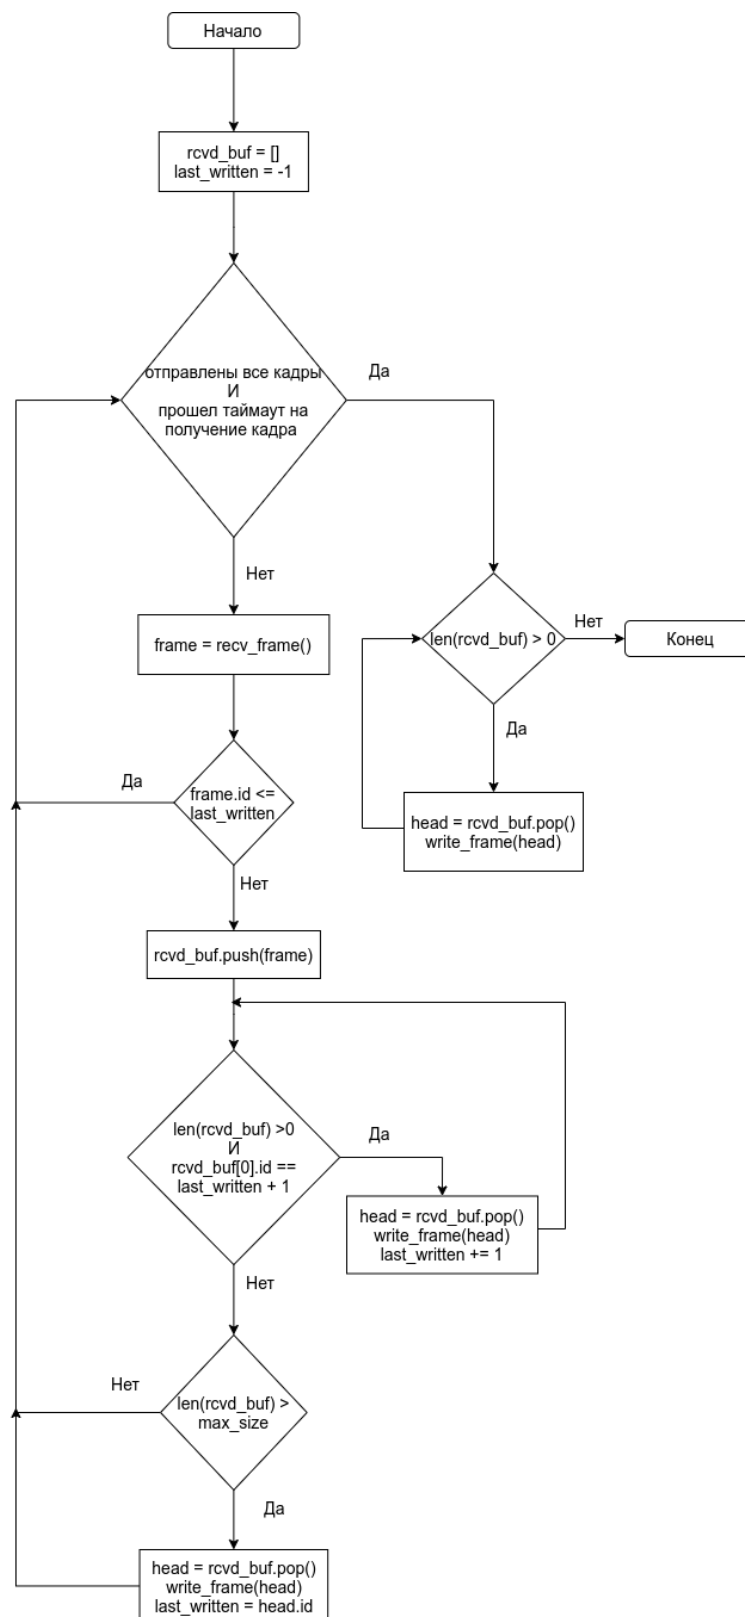 Начало
rcvd_buf = []
last_written = -1
отправлены все кадры
И
прошел таймаут на
получение кадра
Да
Нет
frame = recv_frame()
len(rcvd_buf) > 0
Нет
Конец
Да
head = rcvd_buf.pop()
write_frame(head)
frame.id <=
last_written
Да
Нет
rcvd_buf.push(frame)
len(rcvd_buf) >0
И
rcvd_buf[0].id ==
last_written + 1
Да
head = rcvd_buf.pop()
write_frame(head)
last_written += 1
Нет
len(rcvd_buf) >
max_size
Нет
Да
head = rcvd_buf.pop()
write_frame(head)
last_written = head.id